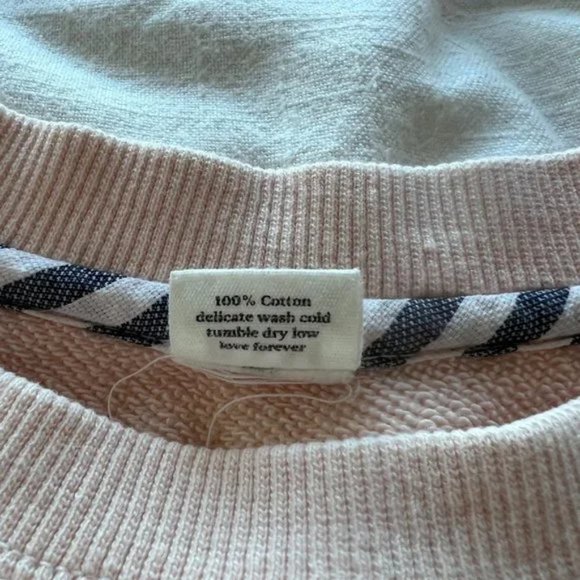 100% Cotton
delicate wash cold
tumble dry low
love forever